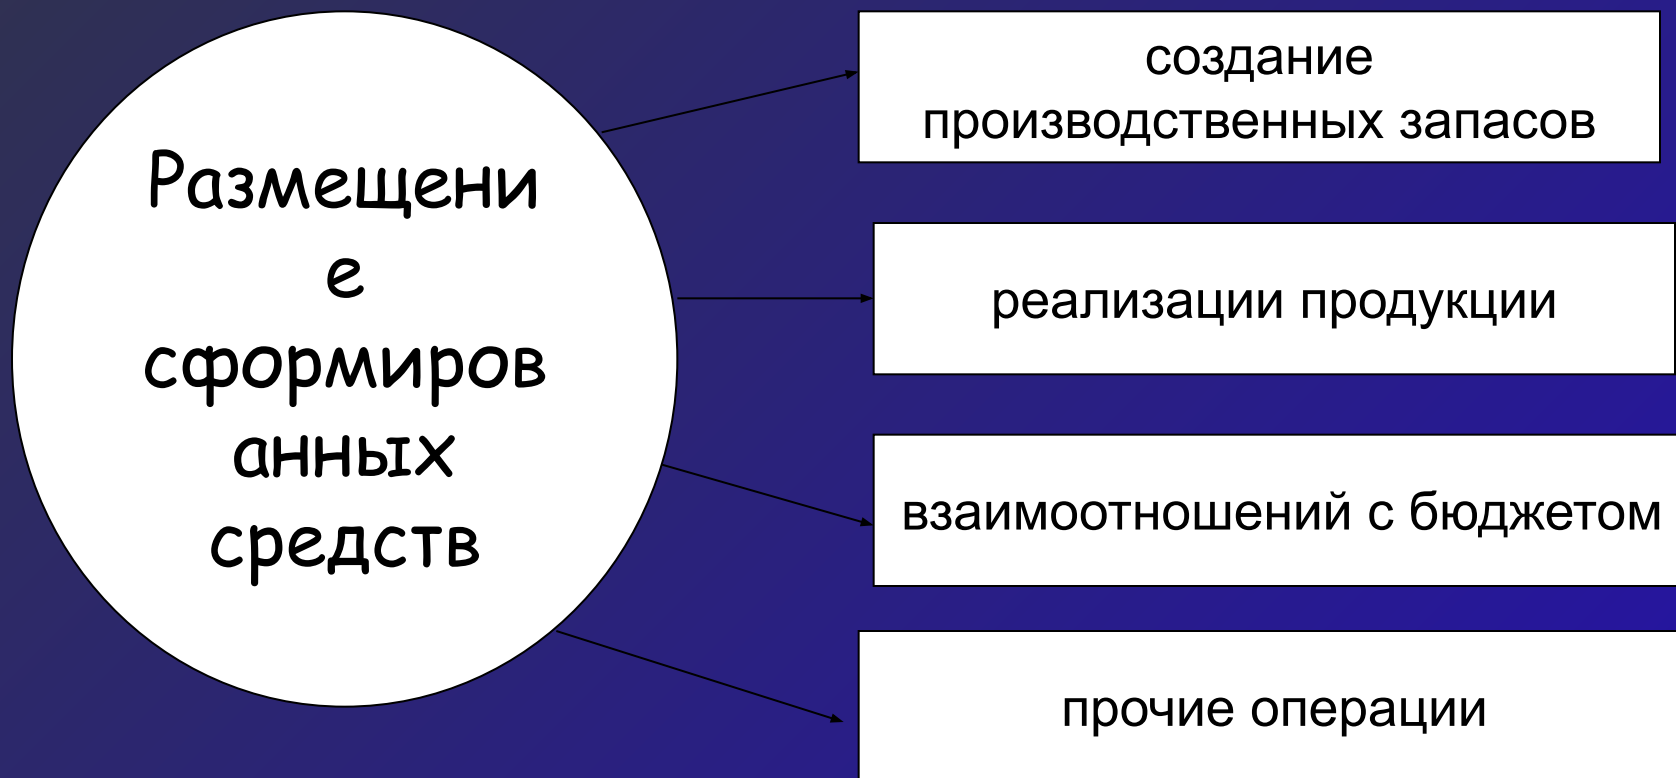 Размещени
е
сформиров
анных
средств
создание
производственных запасов
реализации продукции
взаимоотношений с бюджетом
прочие операции